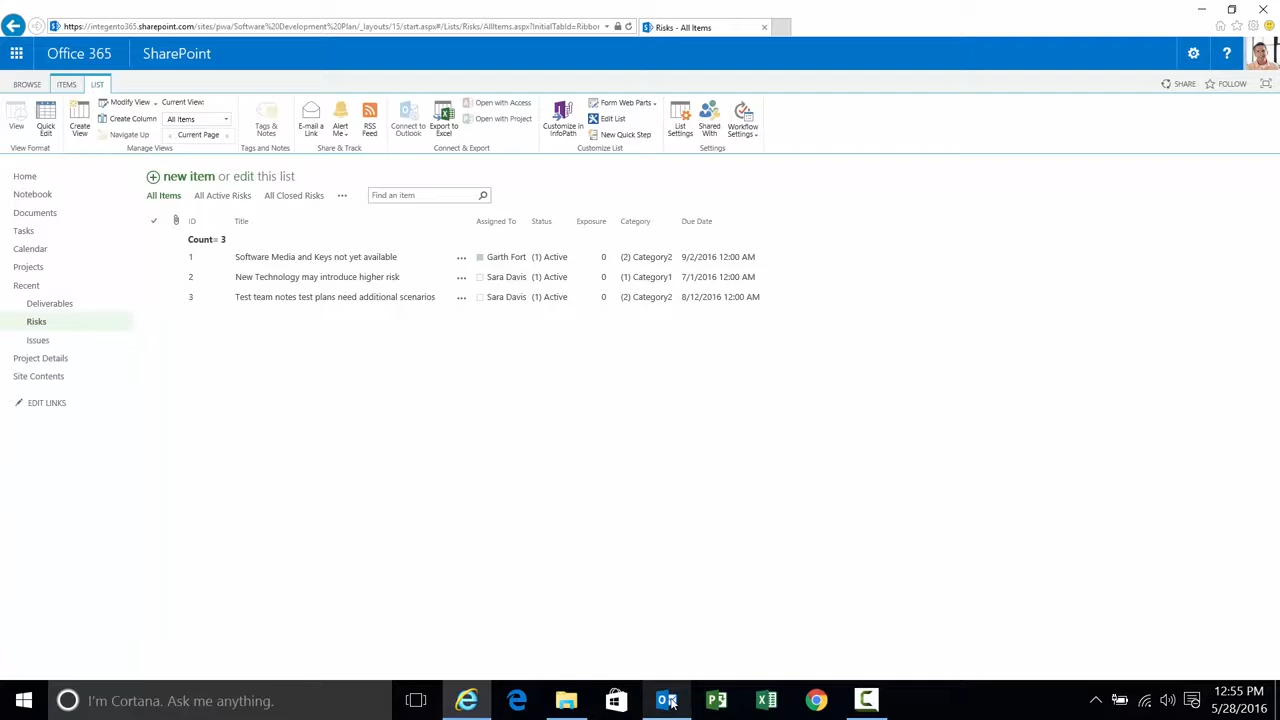 https://integento365.sharepoint.com/sites/pwa/Software%20Development%20Plan/_layouts/15/start.aspx#/Lists/Risks/AllItems.aspx?InitialTabId=Ribbon
Risks - All Items
Office 365
SharePoint
BROWSE
ITEMS
LIST
SHARE
FOLLOW
View
Quick Edit
Create View
Modify View
Create Column
Navigate Up
Current View:
All Items
Current Page
Tags & Notes
E-mail a Link
Alert Me
RSS Feed
Connect to Outlook
Export to Excel
Open with Access
Open with Project
Customize in InfoPath
Form Web Parts
Edit List
New Quick Step
List Settings
Shared With
Workflow Settings
View Format
Manage Views
Tags and Notes
Share & Track
Connect & Export
Customize List
Settings
Home
Notebook
Documents
Tasks
Calendar
Projects
Recent
Deliverables
Risks
Issues
Project Details
Site Contents
EDIT LINKS
new item or edit this list
All Items
All Active Risks
All Closed Risks
...
Find an item
ID Title Assigned To Status Exposure Category Due Date
Count= 3
1 Software Media and Keys not yet available ... Garth Fort (1) Active 0 (2) Category2 9/2/2016 12:00 AM
2 New Technology may introduce higher risk ... Sara Davis (1) Active 0 (1) Category1 7/1/2016 12:00 AM
3 Test team notes test plans need additional scenarios ... Sara Davis (1) Active 0 (2) Category2 8/12/2016 12:00 AM
I'm Cortana. Ask me anything.
12:55 PM
5/28/2016